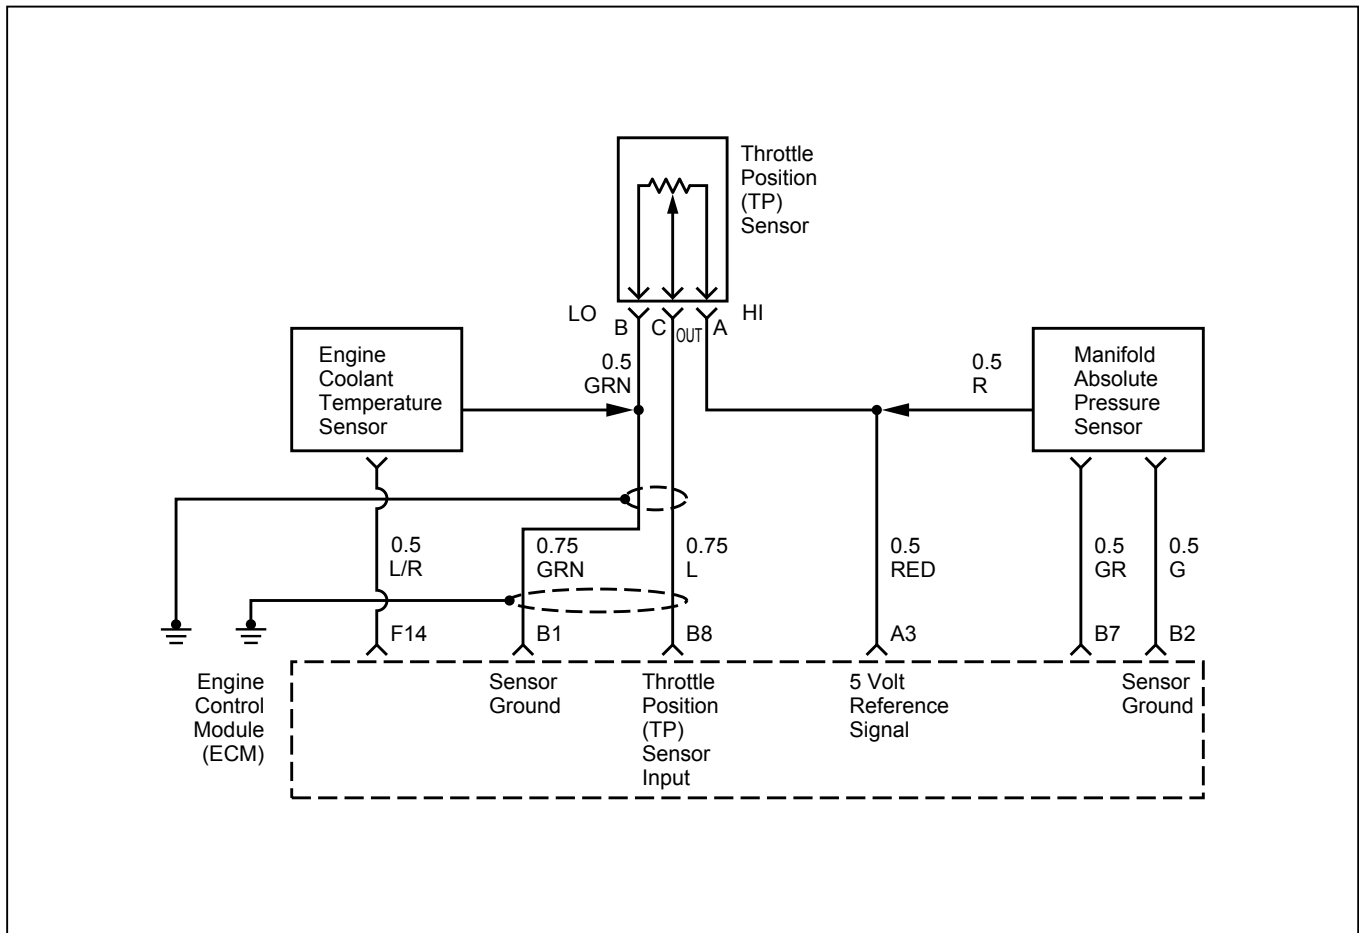 Throttle
Position
(TP)
Sensor
LO
B
C
OUT
A
HI
Engine
Coolant
Temperature
Sensor
0.5
GRN
0.5
R
Manifold
Absolute
Pressure
Sensor
0.5
L/R
0.75
GRN
0.75
L
0.5
RED
0.5
GR
0.5
G
F14
B1
B8
A3
B7
B2
Engine
Control
Module
(ECM)
Sensor
Ground
Throttle
Position
(TP)
Sensor
Input
5 Volt
Reference
Signal
Sensor
Ground